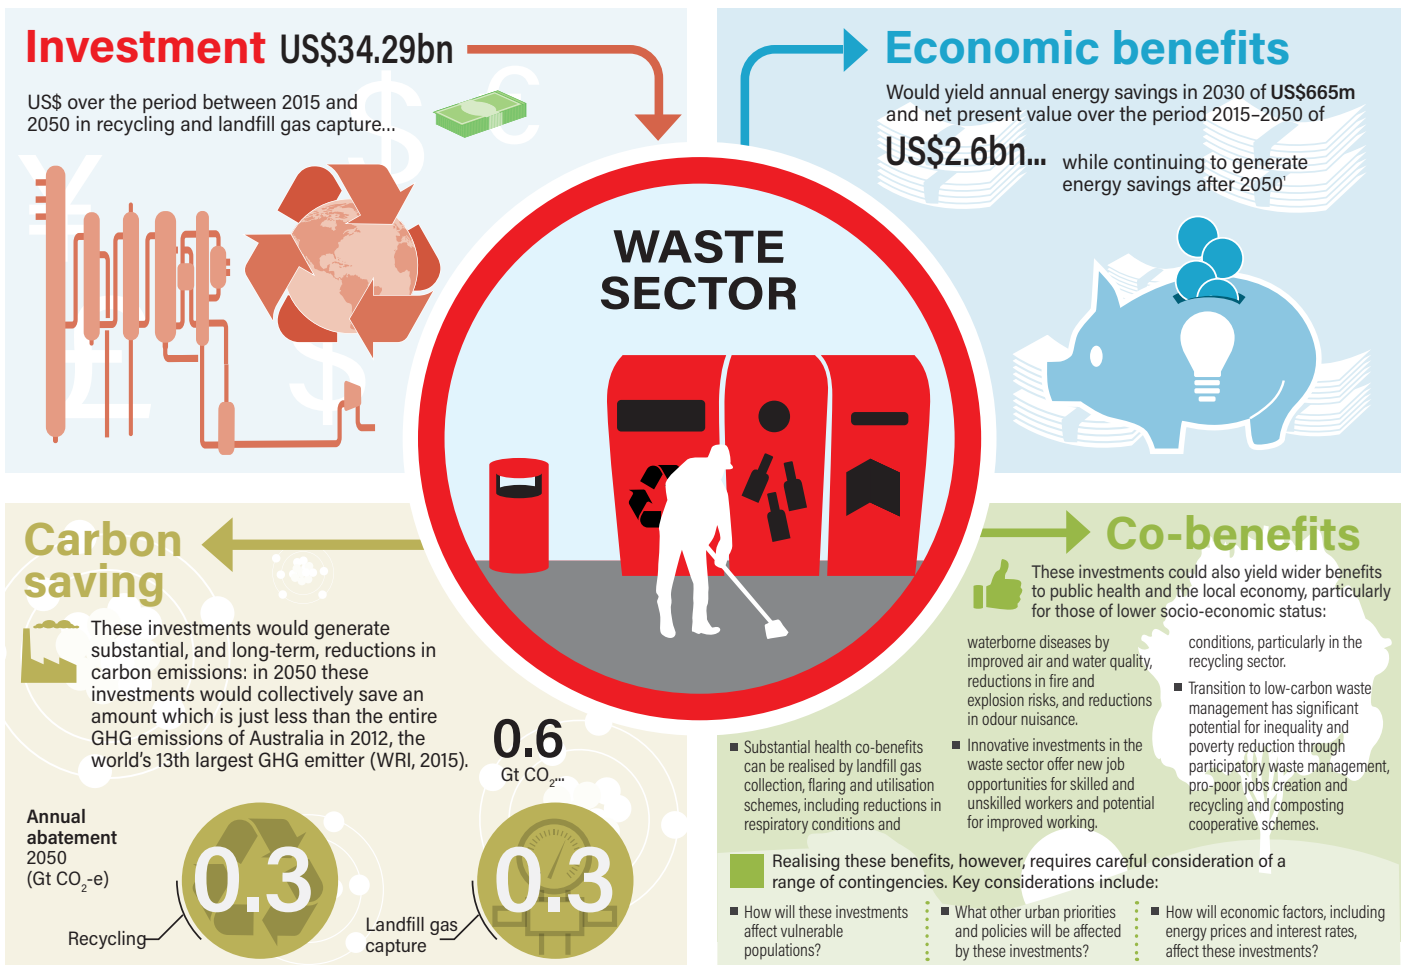 Investment US$34.29bn
US$ over the period between 2015 and
2050 in recycling and landfill gas capture...
Economic benefits
Would yield annual energy savings in 2030 of US$665m
and net present value over the period 2015–2050 of
US$2.6bn... while continuing to generate
energy savings after 2050¹
WASTE
SECTOR
Carbon
saving
These investments would generate
substantial, and long-term, reductions in
carbon emissions: in 2050 these
investments would collectively save an
amount which is just less than the entire
GHG emissions of Australia in 2012, the
world's 13th largest GHG emitter (WRI, 2015).
0.6
Gt CO₂...
Annual
abatement
2050
(Gt CO₂-e)
0.3
Recycling
0.3
Landfill gas
capture
Co-benefits
These investments could also yield wider benefits
to public health and the local economy, particularly
for those of lower socio-economic status:
■ Substantial health co-benefits
can be realised by landfill gas
collection, flaring and utilisation
schemes, including reductions in
respiratory conditions and
waterborne diseases by
improved air and water quality,
reductions in fire and
explosion risks, and reductions
in odour nuisance.
■ Innovative investments in the
waste sector offer new job
opportunities for skilled and
unskilled workers and potential
for improved working.
conditions, particularly in the
recycling sector.
■ Transition to low-carbon waste
management has significant
potential for inequality and
poverty reduction through
participatory waste management,
pro-poor jobs creation and
recycling and composting
cooperative schemes.
Realising these benefits, however, requires careful consideration of a
range of contingencies. Key considerations include:
■ How will these investments
affect vulnerable
populations?
■ What other urban priorities
and policies will be affected
by these investments?
■ How will economic factors, including
energy prices and interest rates,
affect these investments?